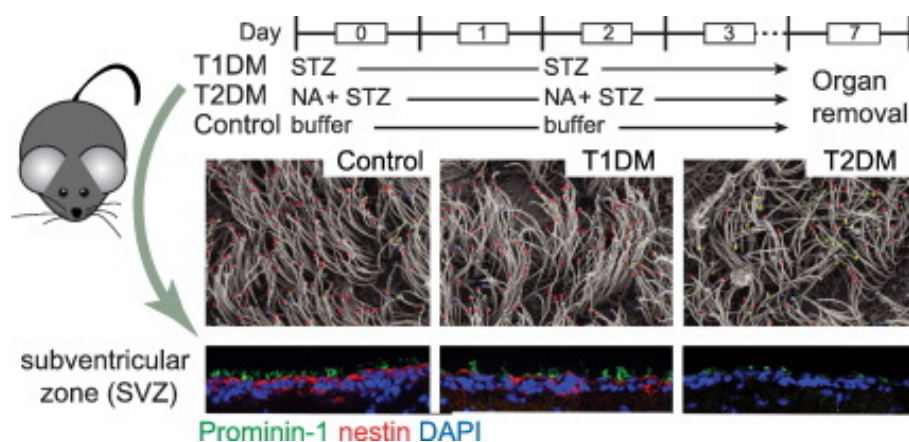 Day 0 1 2 3 7
T1DM STZ STZ
T2DM NA + STZ NA + STZ
Control buffer buffer
Organ
removal
Control T1DM T2DM
subventricular
zone (SVZ)
Prominin-1 nestin DAPI